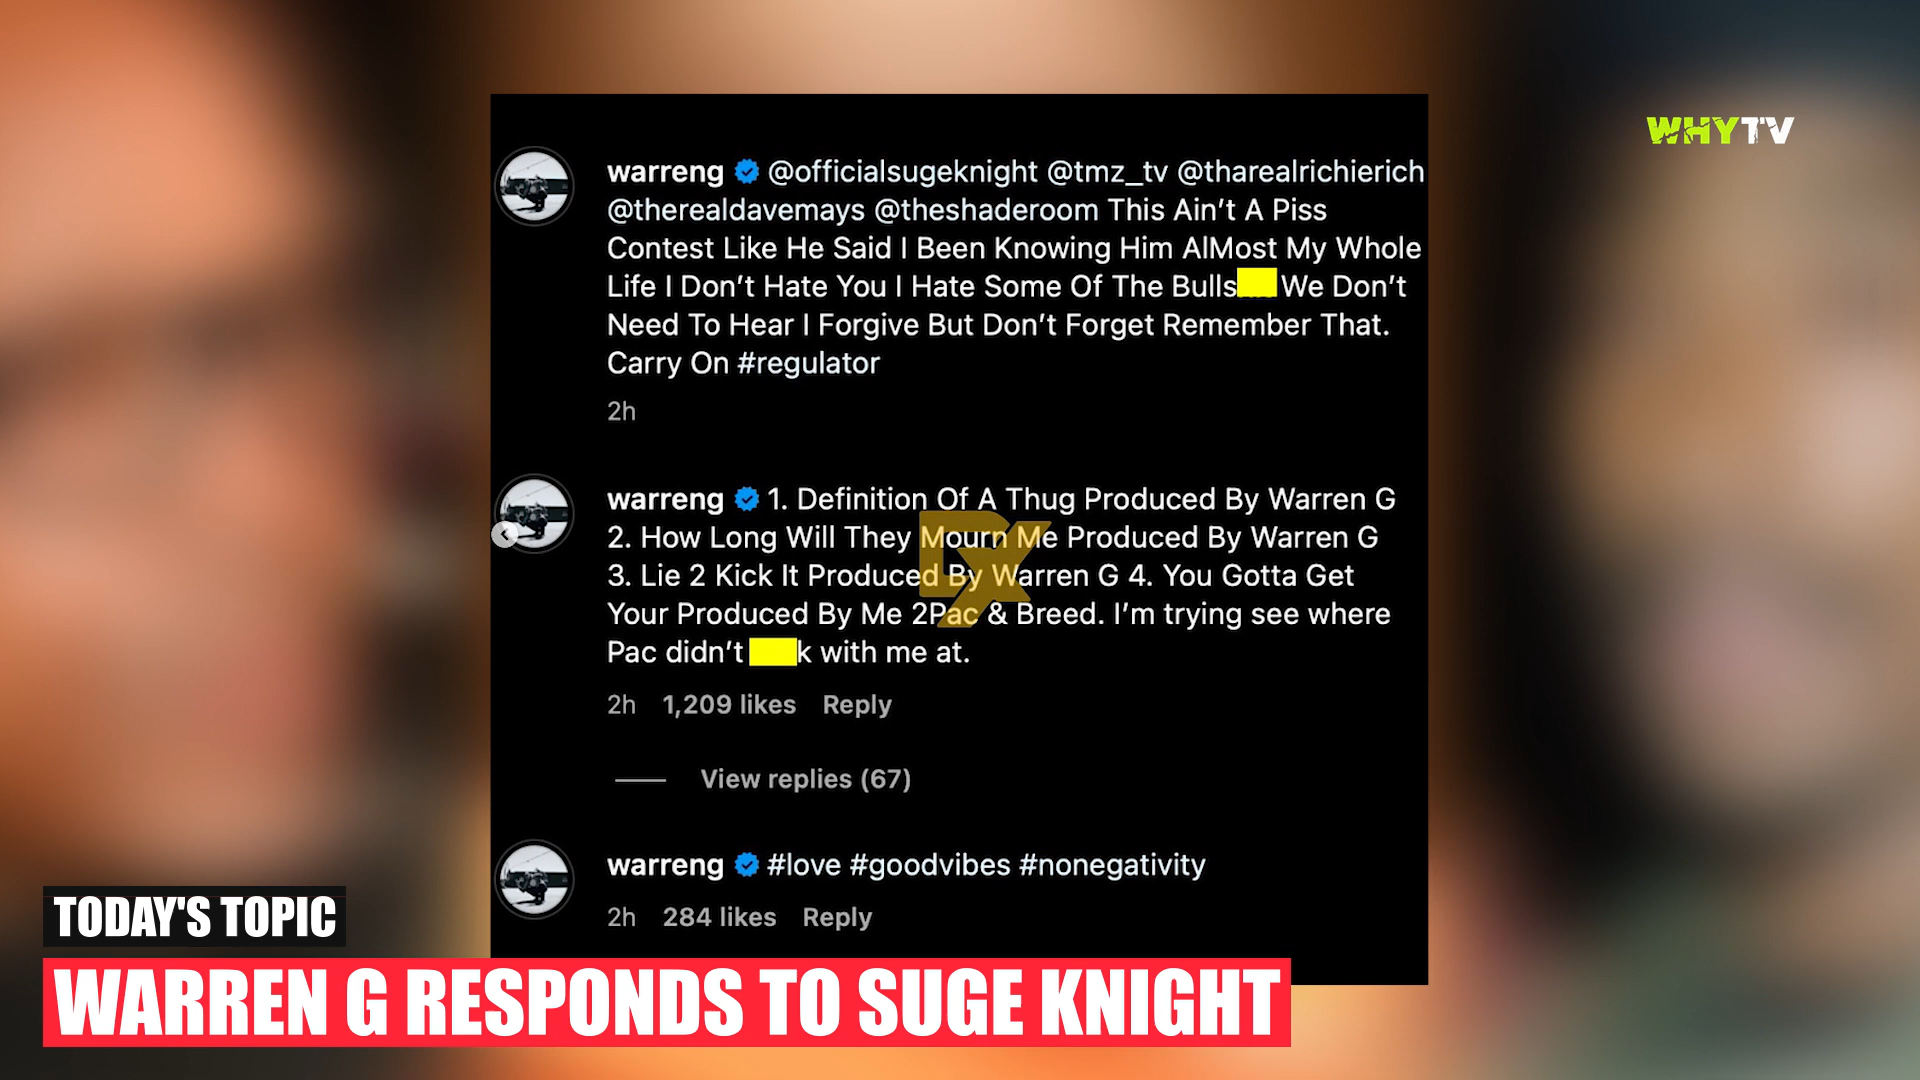 WHYTV
warreng @officialsugeknight @tmz_tv @tharealrichierich
@therealdavemays @theshaderoom This Ain't A Piss
Contest Like He Said I Been Knowing Him AlMost My Whole
Life I Don't Hate You I Hate Some Of The Bulls We Don't
Need To Hear I Forgive But Don't Forget Remember That.
Carry On #regulator
2h
warreng 1. Definition Of A Thug Produced By Warren G
2. How Long Will They Mourn Me Produced By Warren G
3. Lie 2 Kick It Produced By Warren G 4. You Gotta Get
Your Produced By Me 2Pac & Breed. I'm trying see where
Pac didn't k with me at.
2h 1,209 likes Reply
View replies (67)
warreng #love #goodvibes #nonegativity
2h 284 likes Reply
DX
TODAY'S TOPIC
WARREN G RESPONDS TO SUGE KNIGHT